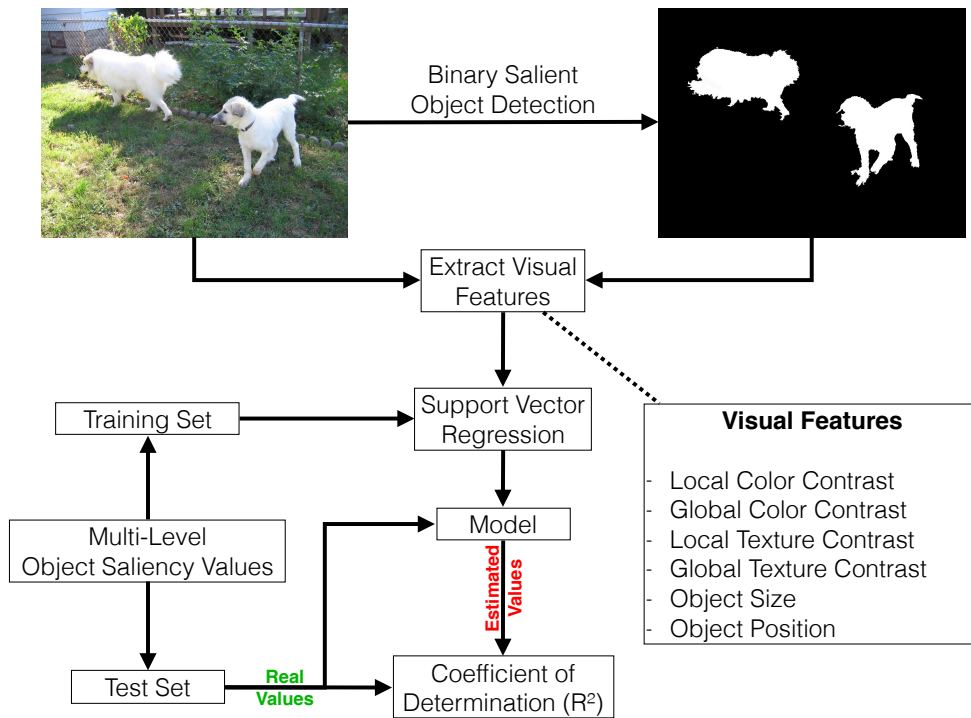 Binary Salient
Object Detection
Extract Visual
Features
Training Set
Support Vector
Regression
Visual Features
- Local Color Contrast
- Global Color Contrast
- Local Texture Contrast
- Global Texture Contrast
- Object Size
- Object Position
Multi-Level
Object Saliency Values
Model
Estimated
Values
Test Set
Real
Values
Coefficient of
Determination (R²)